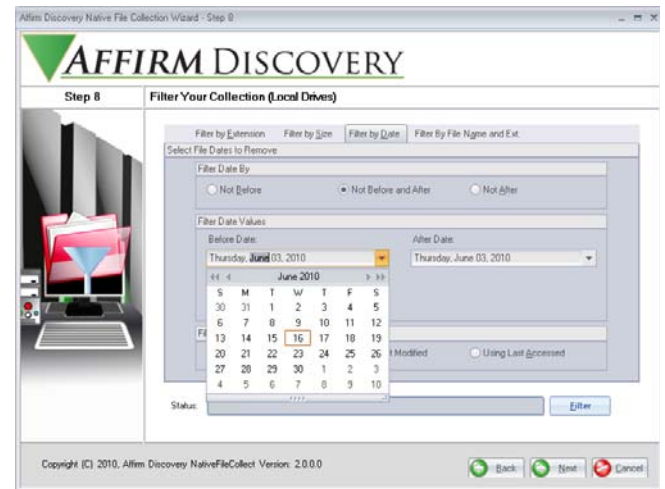 Affirm Discovery Native File Collection Wizard - Step 8
AFFIRM DISCOVERY
Step 8
Filter Your Collection (Local Drives)
Filter by Extension Filter by Size Filter by Date Filter By File Name and Ext.
Select File Dates to Remove
Filter Date By
Not Before Not Before and After Not After
Filter Date Values
Before Date: After Date:
Thursday, June 03, 2010 Thursday, June 03, 2010
June 2010
S M T W T F S
30 31 1 2 3 4 5
6 7 8 9 10 11 12
13 14 15 16 17 18 19
20 21 22 23 24 25 26
27 28 29 30 1 2 3
4 5 6 7 8 9 10
Modified Using Last Accessed
Status: Filter
Copyright (C) 2010, Affirm Discovery NativeFileCollect Version: 2.0.0.0
Back Next Cancel